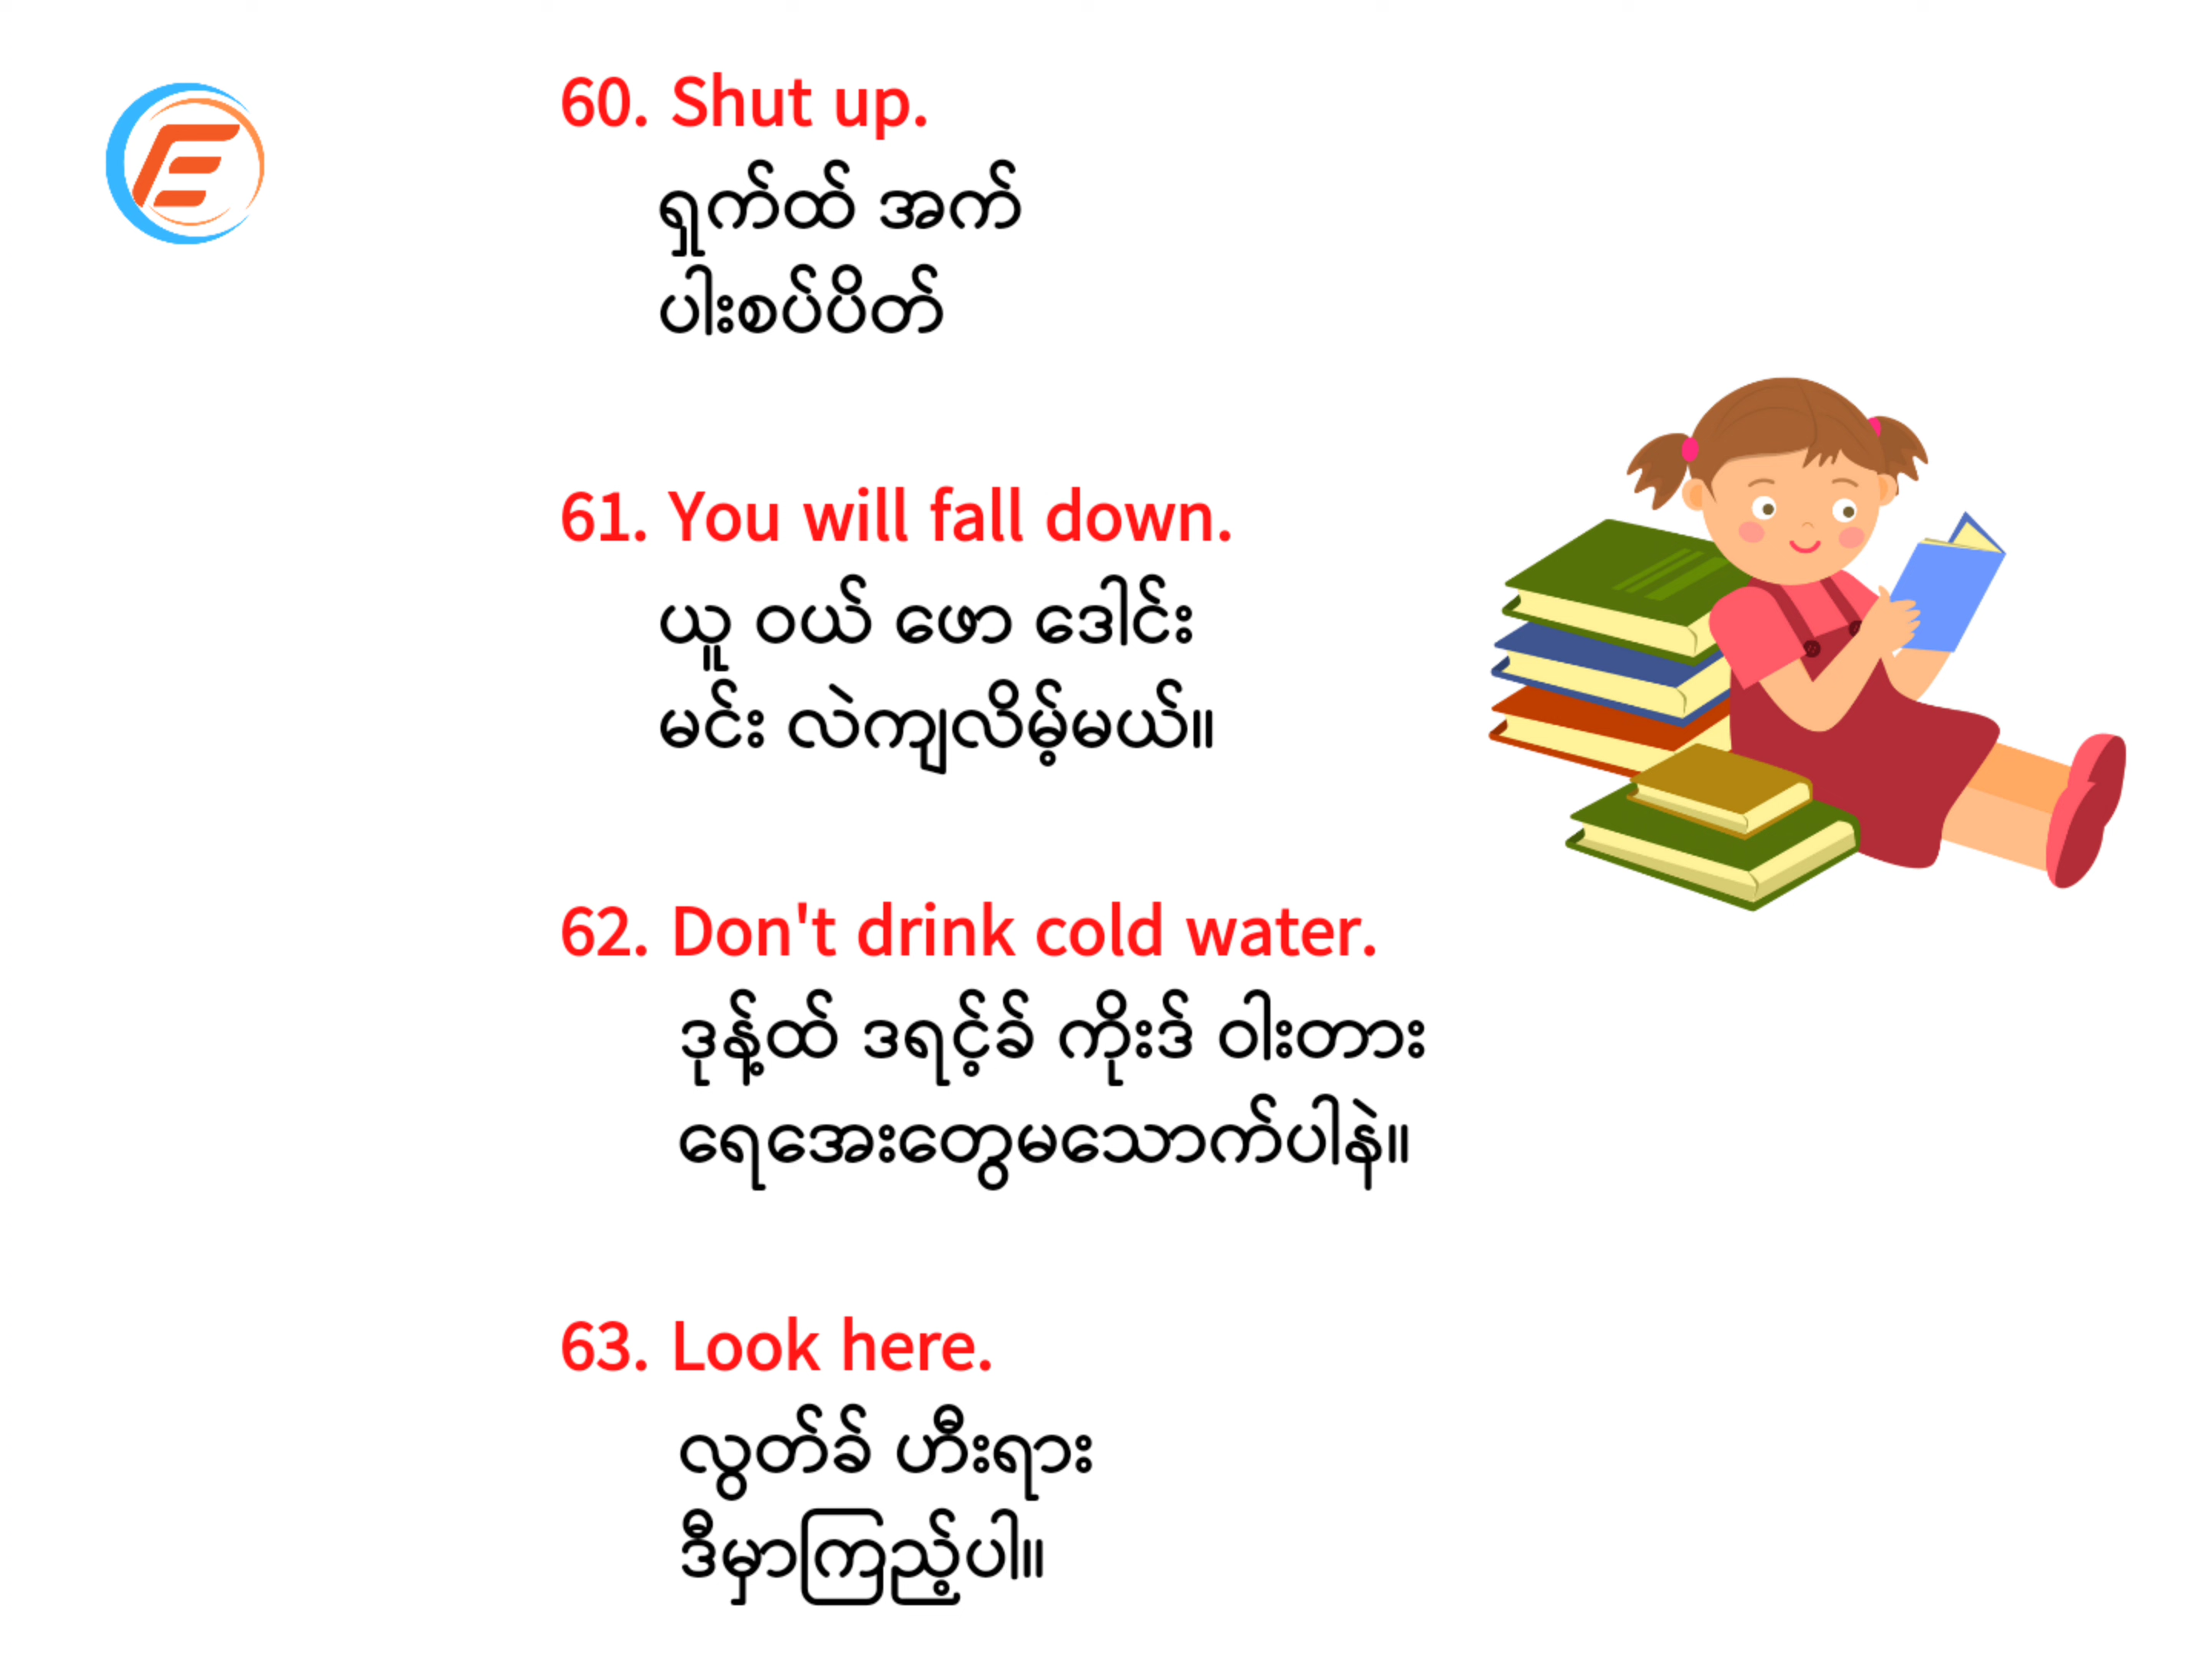 60. Shut up.
ရှက်ထ် အက်
ပါးစပ်ပိတ်
61. You will fall down.
ယူ ဝယ် ဖော ဒေါင်း
မင်း လဲကျလိမ့်မယ်။
62. Don't drink cold water.
ဒုန့်ထ် ဒရင့်ခ် ကိုးဒ် ဝါးတား
ရေအေးတွေမသောက်ပါနဲ။
63. Look here.
လွတ်ခ် ဟီးရား
ဒီမှာကြည့်ပါ။